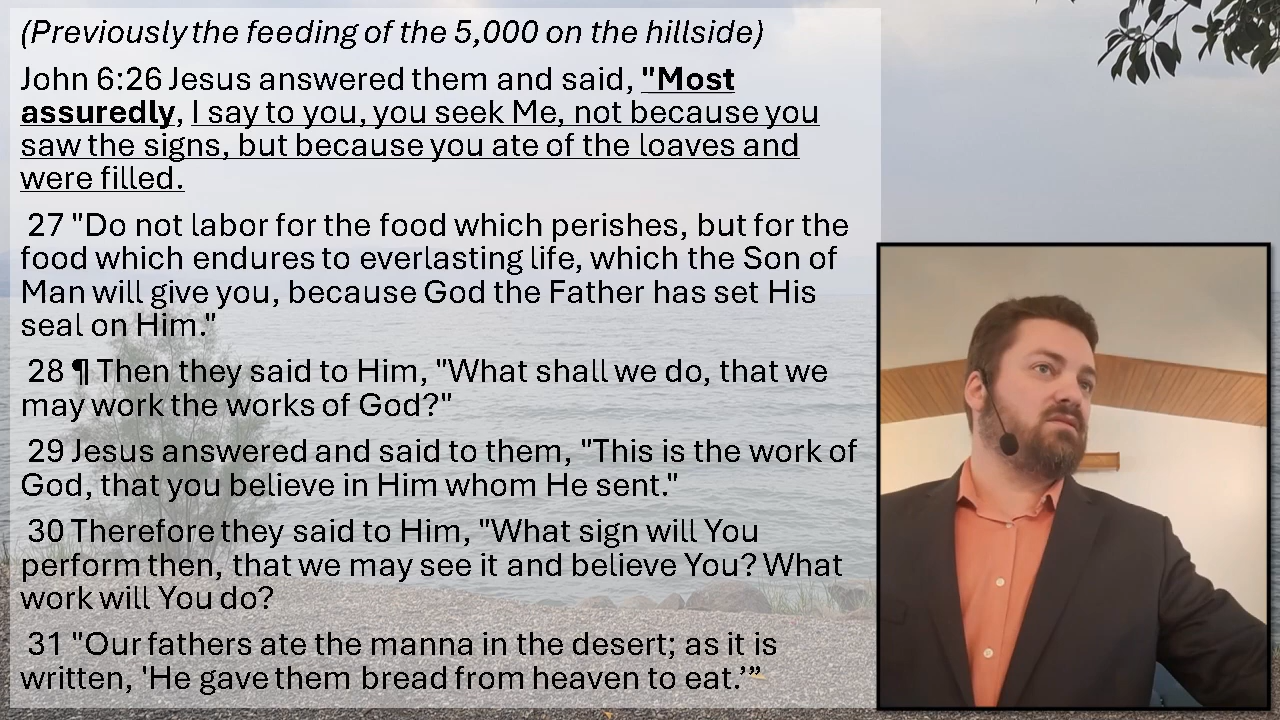 (Previously the feeding of the 5,000 on the hillside)
John 6:26 Jesus answered them and said, "Most
assuredly, I say to you, you seek Me, not because you
saw the signs, but because you ate of the loaves and
were filled.
27 "Do not labor for the food which perishes, but for the
food which endures to everlasting life, which the Son of
Man will give you, because God the Father has set His
seal on Him."
28 ¶ Then they said to Him, "What shall we do, that we
may work the works of God?"
29 Jesus answered and said to them, "This is the work of
God, that you believe in Him whom He sent."
30 Therefore they said to Him, "What sign will You
perform then, that we may see it and believe You? What
work will You do?
31 "Our fathers ate the manna in the desert; as it is
written, 'He gave them bread from heaven to eat.’”